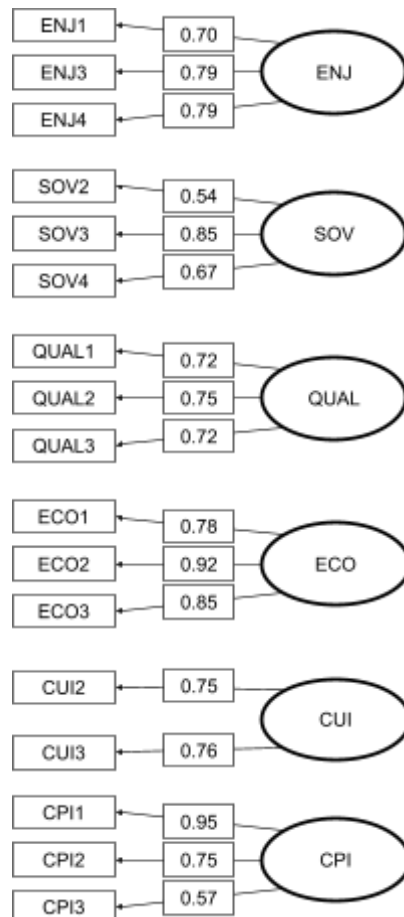 ENJ1
0.70
ENJ3
0.79
ENJ
ENJ4
0.79
SOV2
0.54
SOV3
0.85
SOV
SOV4
0.67
QUAL1
0.72
QUAL2
0.75
QUAL
QUAL3
0.72
ECO1
0.78
ECO2
0.92
ECO
ECO3
0.85
CUI2
0.75
CUI
CUI3
0.76
CPI1
0.95
CPI2
0.75
CPI
CPI3
0.57